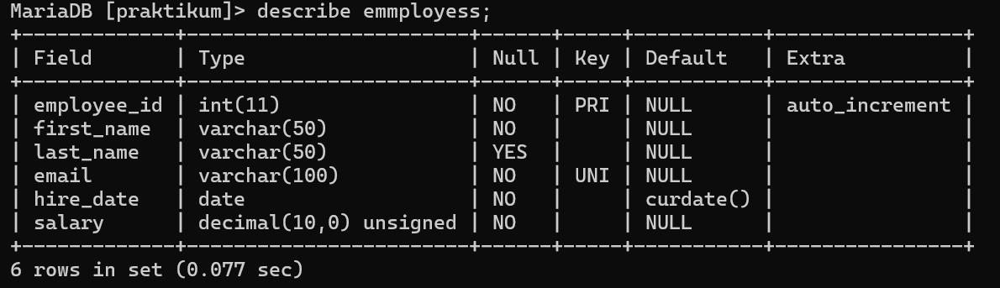 MariaDB [praktikum]> describe emmployess;
+-------------+------------------------+------+-----+-----------+----------------+
| Field       | Type                   | Null | Key | Default   | Extra          |
+-------------+------------------------+------+-----+-----------+----------------+
| employee_id | int(11)                | NO   | PRI | NULL      | auto_increment |
| first_name  | varchar(50)            | NO   |     | NULL      |                |
| last_name   | varchar(50)            | YES  |     | NULL      |                |
| email       | varchar(100)           | NO   | UNI | NULL      |                |
| hire_date   | date                   | NO   |     | curdate() |                |
| salary      | decimal(10,0) unsigned | NO   |     | NULL      |                |
+-------------+------------------------+------+-----+-----------+----------------+
6 rows in set (0.077 sec)